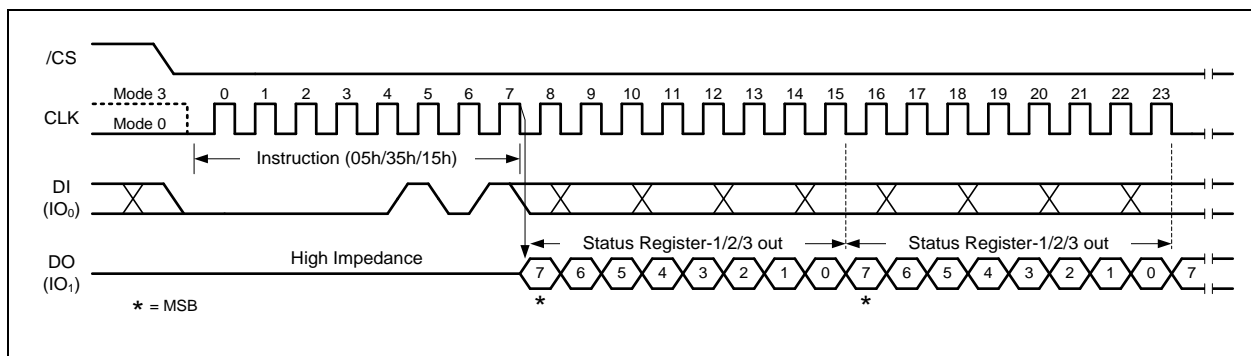 /CS
Mode 3 0 1 2 3 4 5 6 7 8 9 10 11 12 13 14 15 16 17 18 19 20 21 22 23
CLK
Mode 0
Instruction (05h/35h/15h)
DI
(IO0)
Status Register-1/2/3 out Status Register-1/2/3 out
High Impedance
DO
(IO1)
7 6 5 4 3 2 1 0 7 6 5 4 3 2 1 0 7
* *
* = MSB